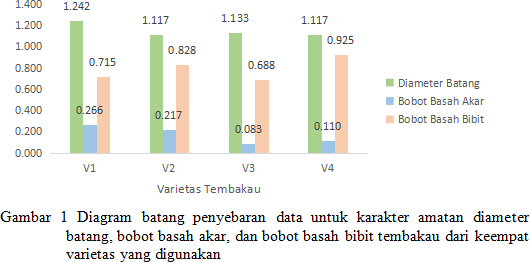 1.400
1.200
1.000
0.800
0.600
0.400
0.200
0.000
1.242
0.266
0.715
1.117
0.217
0.828
1.133
0.083
0.688
1.117
0.110
0.925
V1 V2 V3 V4
Varietas Tembakau
Diameter Batang
Bobot Basah Akar
Bobot Basah Bibit
Gambar 1 Diagram batang penyebaran data untuk karakter amatan diameter
batang, bobot basah akar, dan bobot basah bibit tembakau dari keempat
varietas yang digunakan